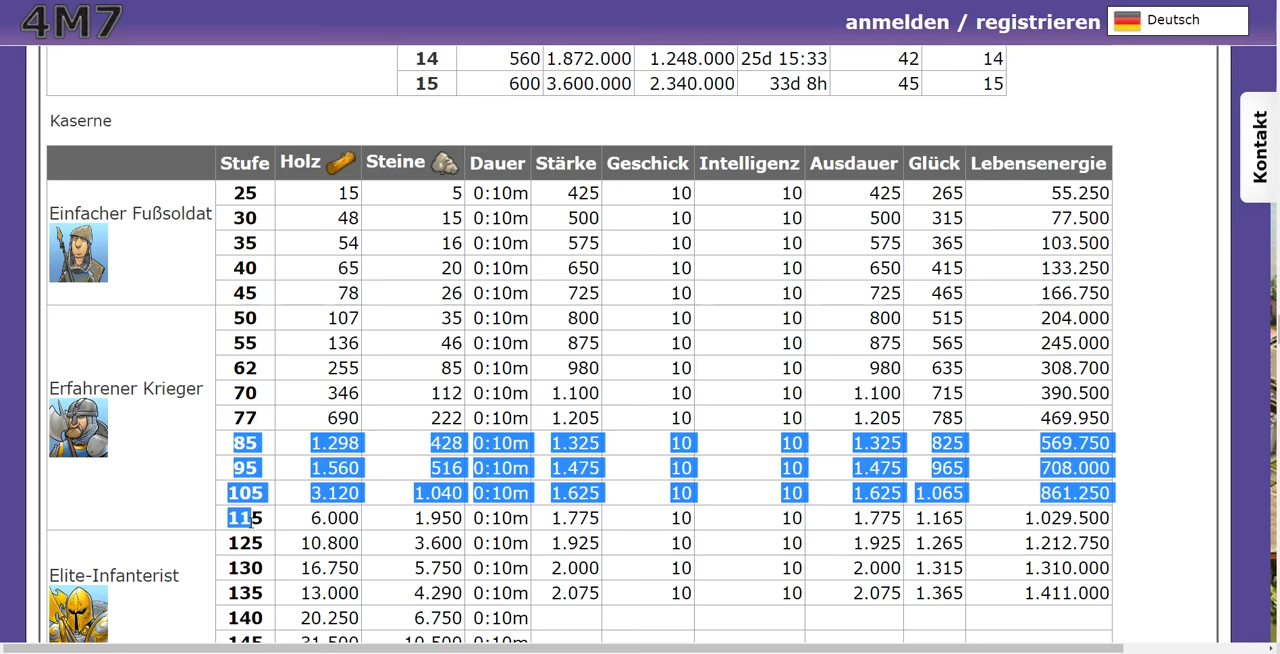 4M7
anmelden / registrieren
Deutsch
Kontakt
14 560 1.872.000 1.248.000 25d 15:33 42 14
15 600 3.600.000 2.340.000 33d 8h 45 15
Kaserne
Stufe Holz Steine Dauer Stärke Geschick Intelligenz Ausdauer Glück Lebensenergie
Einfacher Fußsoldat
25 15 5 0:10m 425 10 10 425 265 55.250
30 48 15 0:10m 500 10 10 500 315 77.500
35 54 16 0:10m 575 10 10 575 365 103.500
40 65 20 0:10m 650 10 10 650 415 133.250
45 78 26 0:10m 725 10 10 725 465 166.750
Erfahrener Krieger
50 107 35 0:10m 800 10 10 800 515 204.000
55 136 46 0:10m 875 10 10 875 565 245.000
62 255 85 0:10m 980 10 10 980 635 308.700
70 346 112 0:10m 1.100 10 10 1.100 715 390.500
77 690 222 0:10m 1.205 10 10 1.205 785 469.950
85 1.298 428 0:10m 1.325 10 10 1.325 825 569.750
95 1.560 516 0:10m 1.475 10 10 1.475 965 708.000
105 3.120 1.040 0:10m 1.625 10 10 1.625 1.065 861.250
115 6.000 1.950 0:10m 1.775 10 10 1.775 1.165 1.029.500
Elite-Infanterist
125 10.800 3.600 0:10m 1.925 10 10 1.925 1.265 1.212.750
130 16.750 5.750 0:10m 2.000 10 10 2.000 1.315 1.310.000
135 13.000 4.290 0:10m 2.075 10 10 2.075 1.365 1.411.000
140 20.250 6.750 0:10m
145 31.500 10.500 0:10m